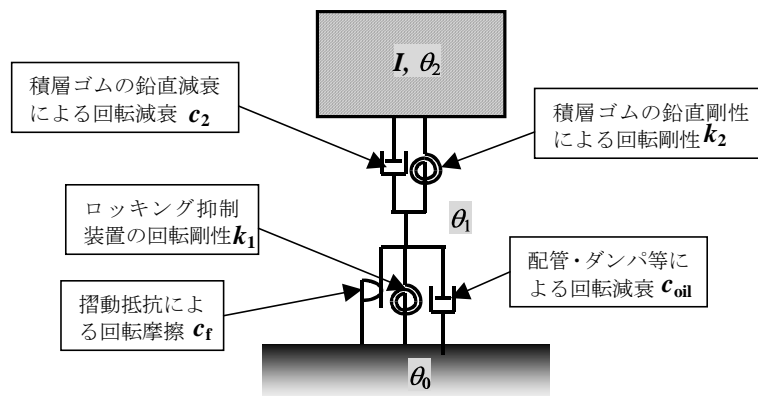 I, θ2
積層ゴムの鉛直減衰
による回転減衰 c2
積層ゴムの鉛直剛性
による回転剛性k2
ロッキング抑制
装置の回転剛性k1
θ1
配管・ダンパ等に
よる回転減衰 coil
摺動抵抗によ
る回転摩擦 cf
θ0